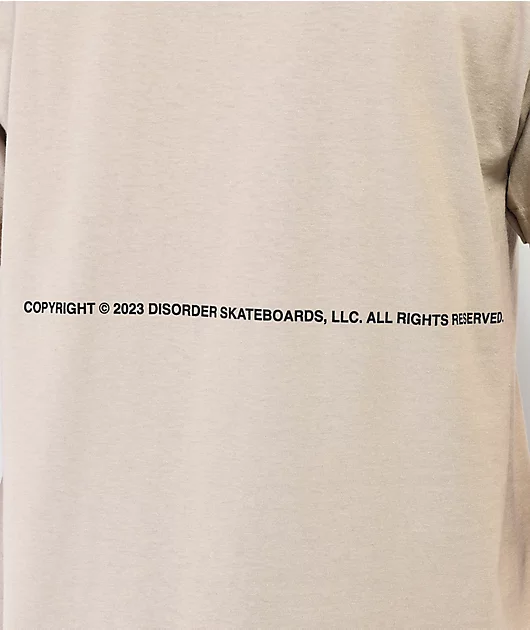 COPYRIGHT © 2023 DISORDER SKATEBOARDS, LLC. ALL RIGHTS RESERVED.